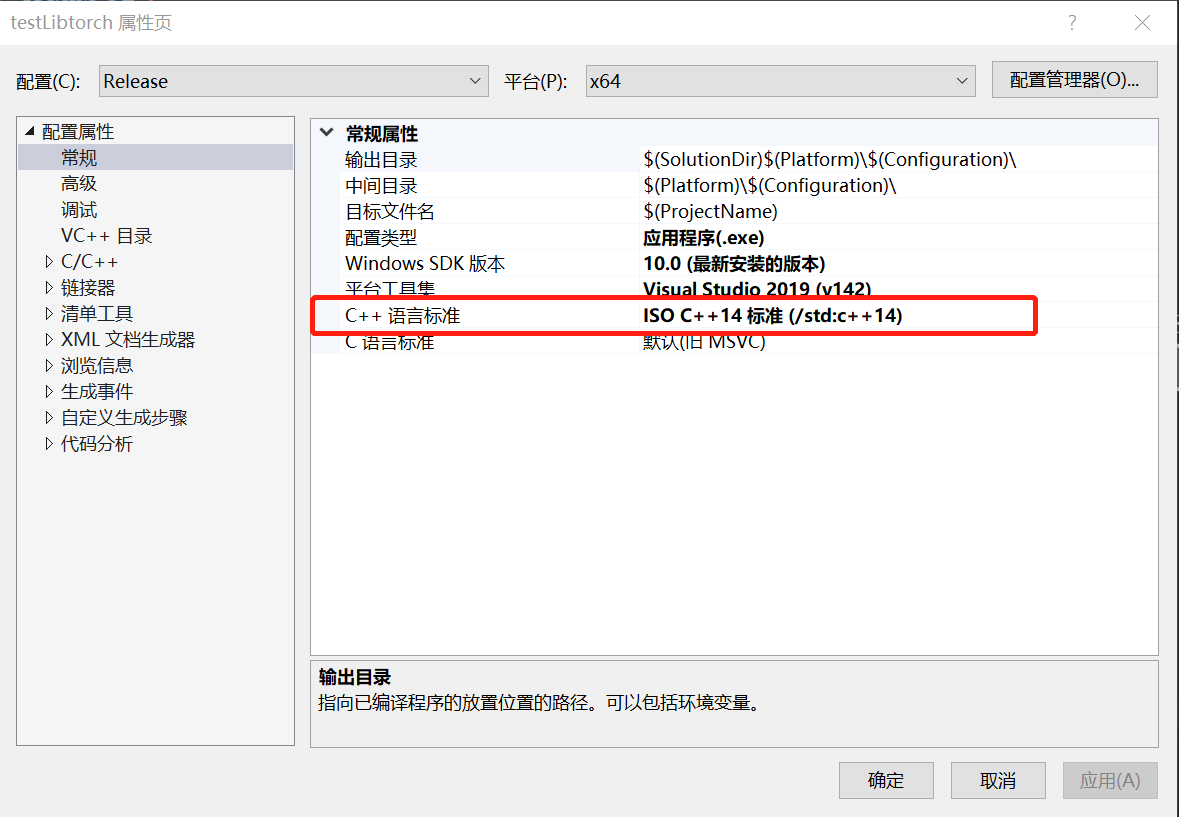 testLibtorch 属性页
配置(C): Release 平台(P): x64 配置管理器(O)...
配置属性
常规
高级
调试
VC++ 目录
C/C++
链接器
清单工具
XML 文档生成器
浏览信息
生成事件
自定义生成步骤
代码分析
常规属性
输出目录 $(SolutionDir)$(Platform)\$(Configuration)\
中间目录 $(Platform)\$(Configuration)\
目标文件名 $(ProjectName)
配置类型 应用程序(.exe)
Windows SDK 版本 10.0 (最新安装的版本)
平台工具集 Visual Studio 2019 (v142)
C++ 语言标准 ISO C++14 标准 (/std:c++14)
C 语言标准 默认(旧 MSVC)
输出目录
指向已编译程序的放置位置的路径。可以包括环境变量。
确定 取消 应用(A)